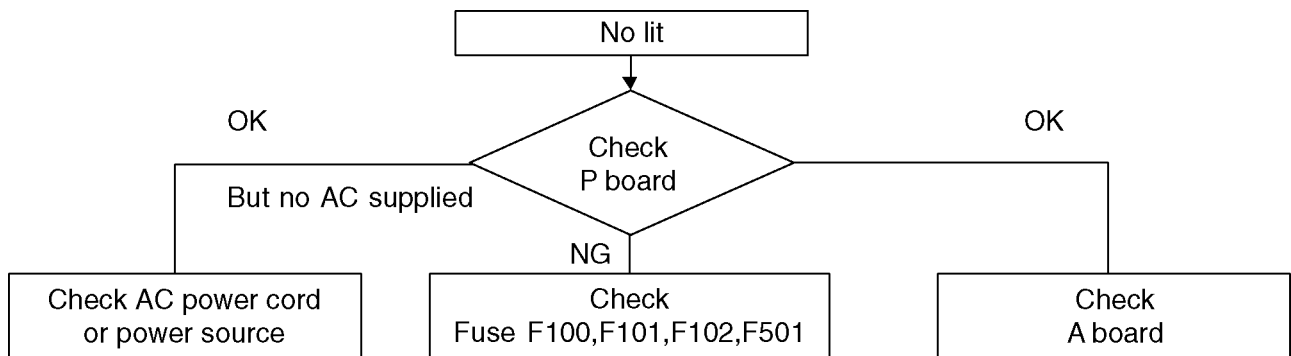 No lit
OK
OK
Check
P board
But no AC supplied
NG
Check AC power cord
or power source
Check
Fuse F100,F101,F102,F501
Check
A board